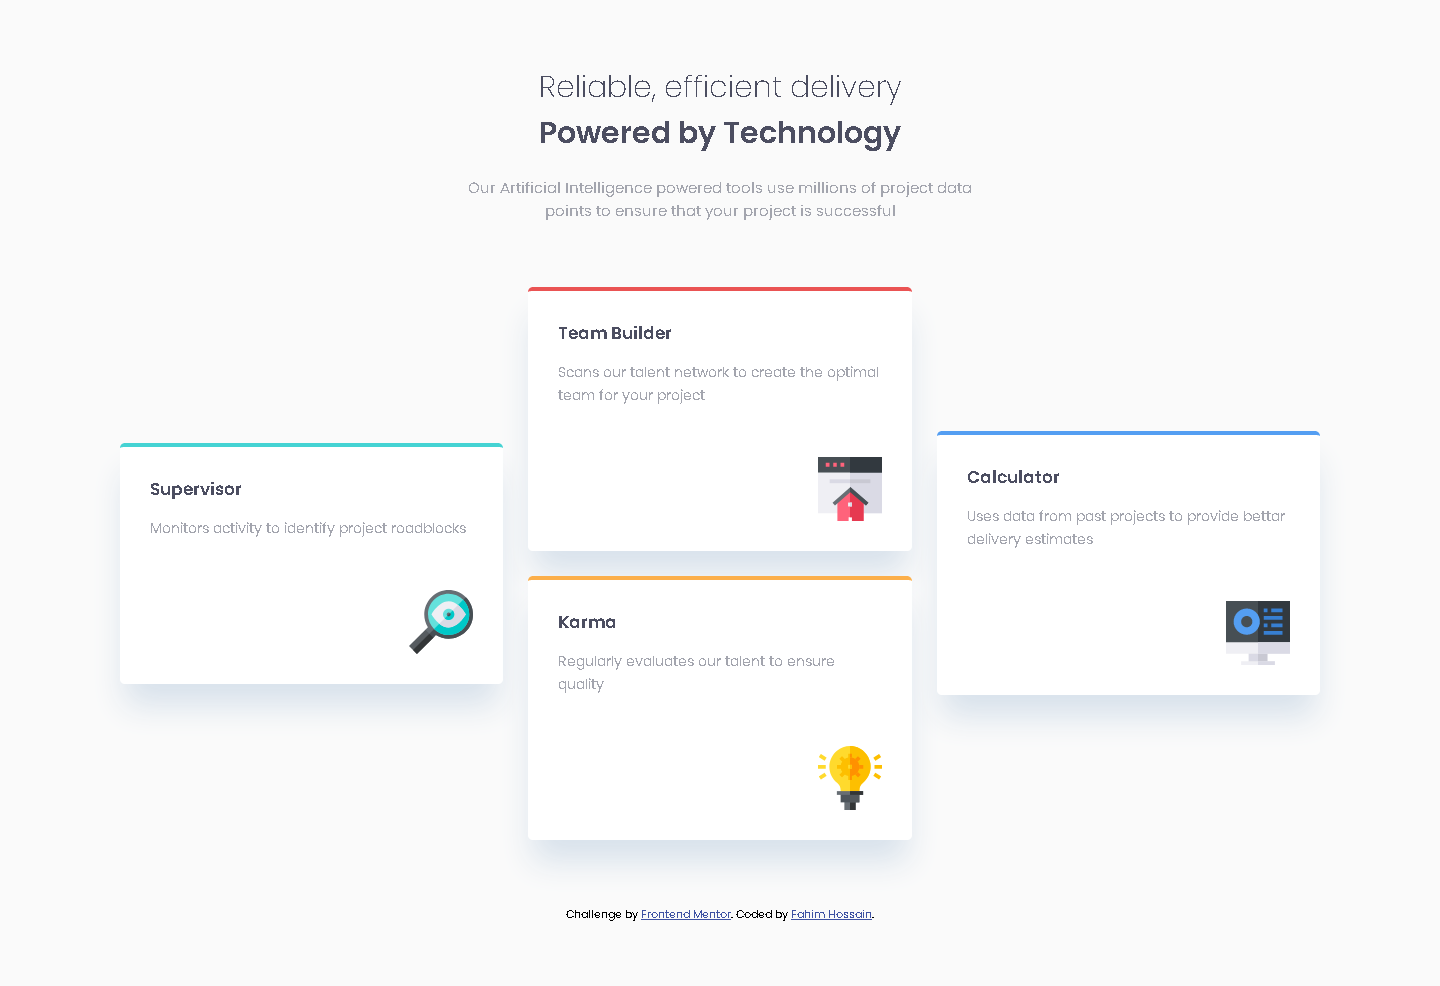 Reliable, efficient delivery
Powered by Technology
Our Artificial Intelligence powered tools use millions of project data
points to ensure that your project is successful
Supervisor
Monitors activity to identify project roadblocks
Team Builder
Scans our talent network to create the optimal
team for your project
Karma
Regularly evaluates our talent to ensure
quality
Calculator
Uses data from past projects to provide bettar
delivery estimates
Challenge by Frontend Mentor. Coded by Fahim Hossain.